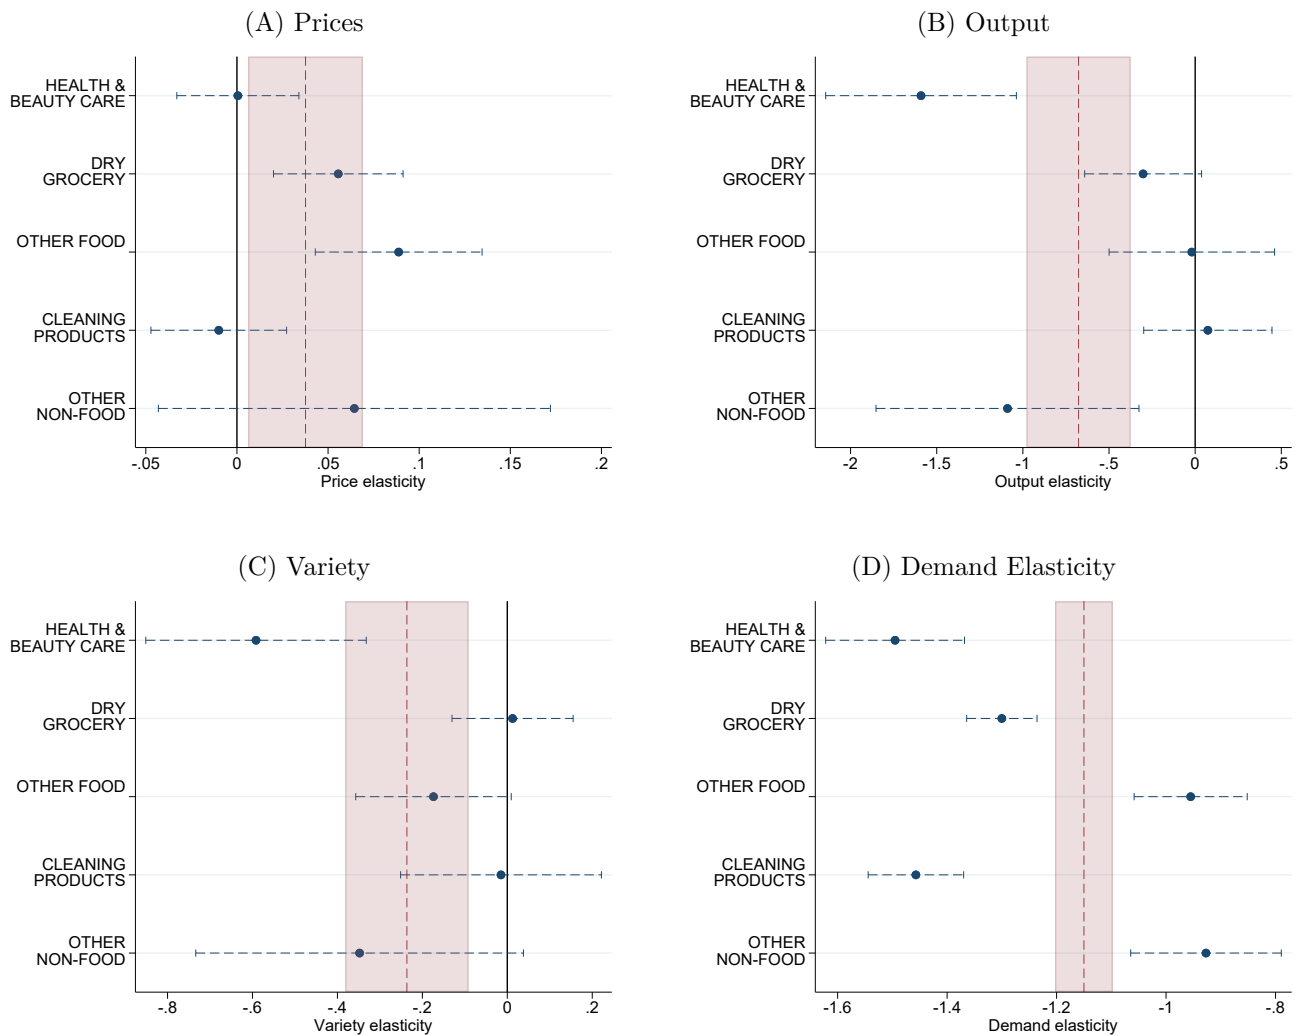 (A) Prices
HEALTH &
BEAUTY CARE
DRY
GROCERY
OTHER FOOD
CLEANING
PRODUCTS
OTHER
NON-FOOD
-.05 0 .05 .1 .15 .2
Price elasticity
(B) Output
HEALTH &
BEAUTY CARE
DRY
GROCERY
OTHER FOOD
CLEANING
PRODUCTS
OTHER
NON-FOOD
-2 -1.5 -1 -.5 0 .5
Output elasticity
(C) Variety
HEALTH &
BEAUTY CARE
DRY
GROCERY
OTHER FOOD
CLEANING
PRODUCTS
OTHER
NON-FOOD
-.8 -.6 -.4 -.2 0 .2
Variety elasticity
(D) Demand Elasticity
HEALTH &
BEAUTY CARE
DRY
GROCERY
OTHER FOOD
CLEANING
PRODUCTS
OTHER
NON-FOOD
-1.6 -1.4 -1.2 -1 -.8
Demand elasticity